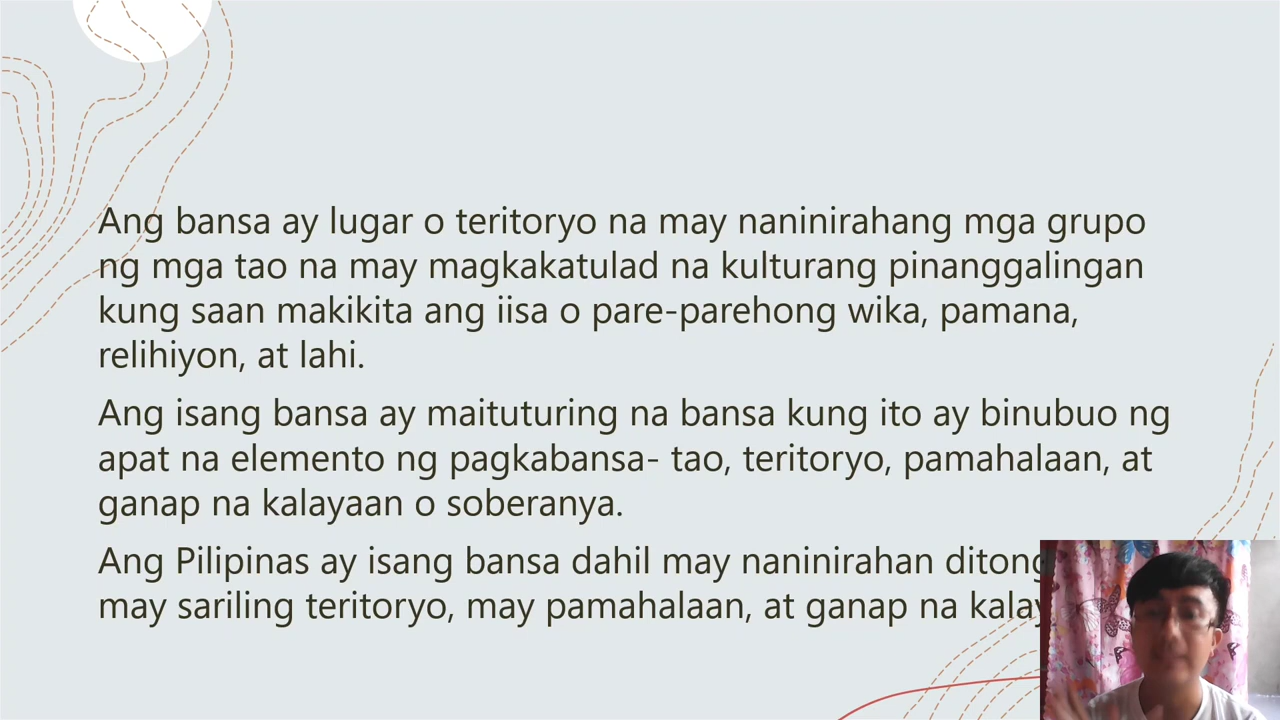 Ang bansa ay lugar o teritoryo na may naninirahang mga grupo
ng mga tao na may magkakatulad na kulturang pinanggalingan
kung saan makikita ang iisa o pare-parehong wika, pamana,
relihiyon, at lahi.
Ang isang bansa ay maituturing na bansa kung ito ay binubuo ng
apat na elemento ng pagkabansa- tao, teritoryo, pamahalaan, at
ganap na kalayaan o soberanya.
Ang Pilipinas ay isang bansa dahil may naninirahan
may sariling teritoryo, may pamahalaan, at ganap na